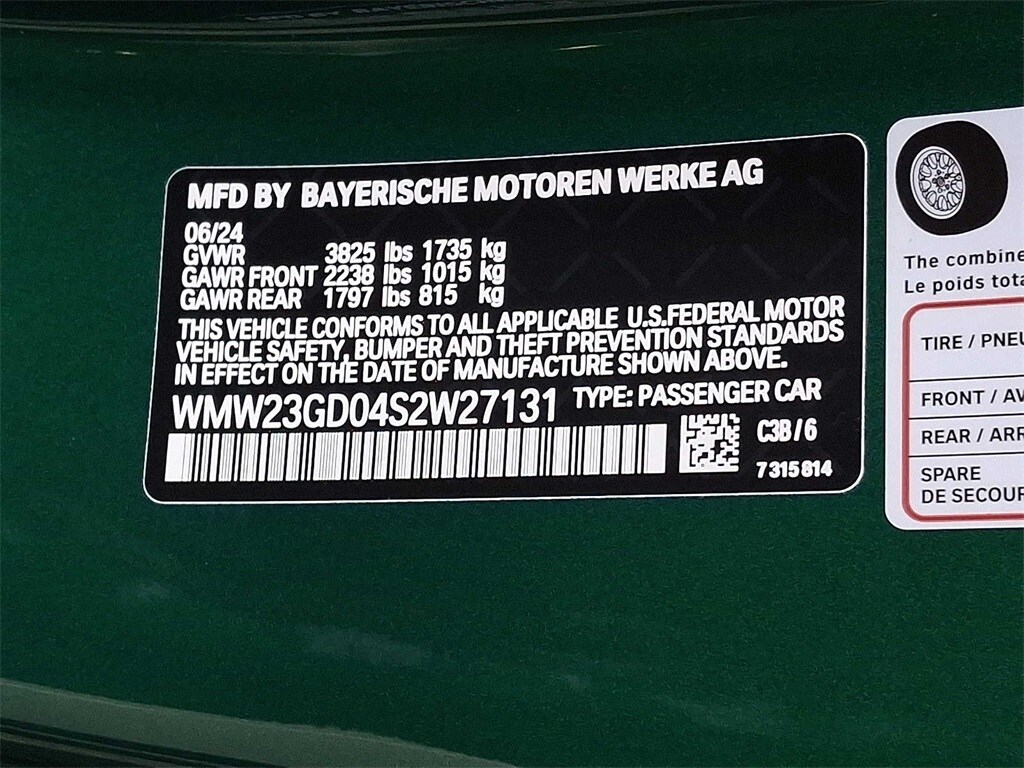 MFD BY BAYERISCHE MOTOREN WERKE AG
06/24
GVWR 3825 lbs 1735 kg
GAWR FRONT 2238 lbs 1015 kg
GAWR REAR 1797 lbs 815 kg
THIS VEHICLE CONFORMS TO ALL APPLICABLE U.S.FEDERAL MOTOR
VEHICLE SAFETY, BUMPER AND THEFT PREVENTION STANDARDS
IN EFFECT ON THE DATE OF MANUFACTURE SHOWN ABOVE.
WMW23GD04S2W27131 TYPE: PASSENGER CAR
C3B/6
7315814
The combine
Le poids tota
TIRE / PNEU
FRONT / AV
REAR / ARR
SPARE
DE SECOUR